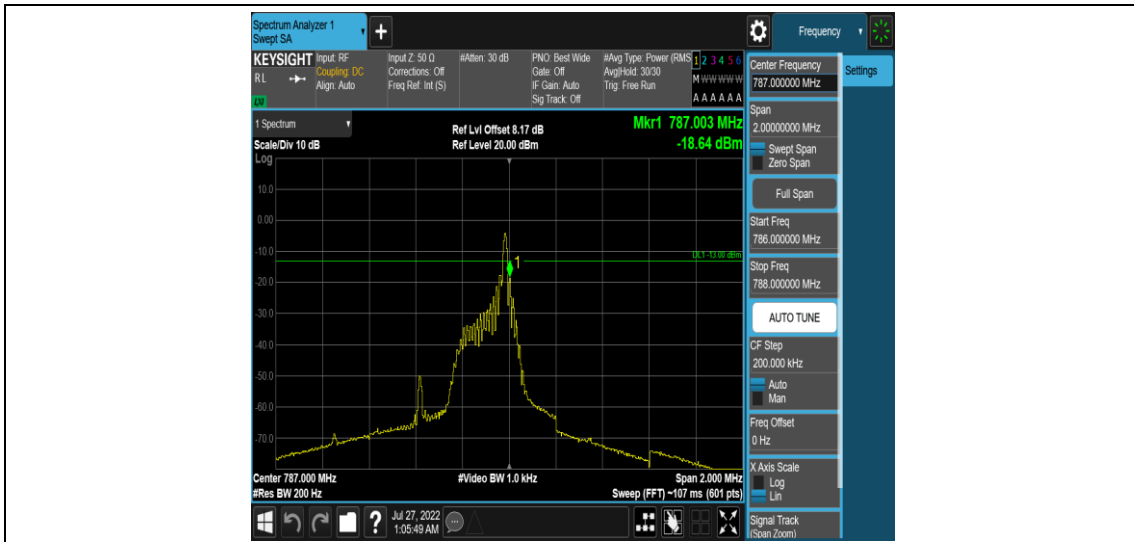 Spectrum Analyzer 1
Swept SA
+
Frequency
KEYSIGHT
RL
LM
Input: RF
Coupling: DC
Align: Auto
Input Z: 50 Ω
Corrections: Off
Freq Ref: Int (S)
#Atten: 30 dB
PNO: Best Wide
Gate: Off
IF Gain: Auto
Sig Track: Off
#Avg Type: Power (RMS
Avg|Hold: 30/30
Trig: Free Run
1 2 3 4 5 6
M W W W W W
A A A A A A
1 Spectrum
Scale/Div 10 dB
Ref Lvl Offset 8.17 dB
Ref Level 20.00 dBm
Mkr1 787.003 MHz
-18.64 dBm
Log
10.0
0.00
-10.0
-20.0
-30.0
-40.0
-50.0
-60.0
-70.0
DL1 -13.00 dBm
1
Center 787.000 MHz
#Res BW 200 Hz
#Video BW 1.0 kHz
Span 2.000 MHz
Sweep (FFT) ~107 ms (601 pts)
?
Jul 27, 2022
1:05:49 AM
Center Frequency
787.000000 MHz
Settings
Span
2.00000000 MHz
Swept Span
Zero Span
Full Span
Start Freq
786.000000 MHz
Stop Freq
788.000000 MHz
AUTO TUNE
CF Step
200.000 kHz
Auto
Man
Freq Offset
0 Hz
X Axis Scale
Log
Lin
Signal Track
(Span Zoom)